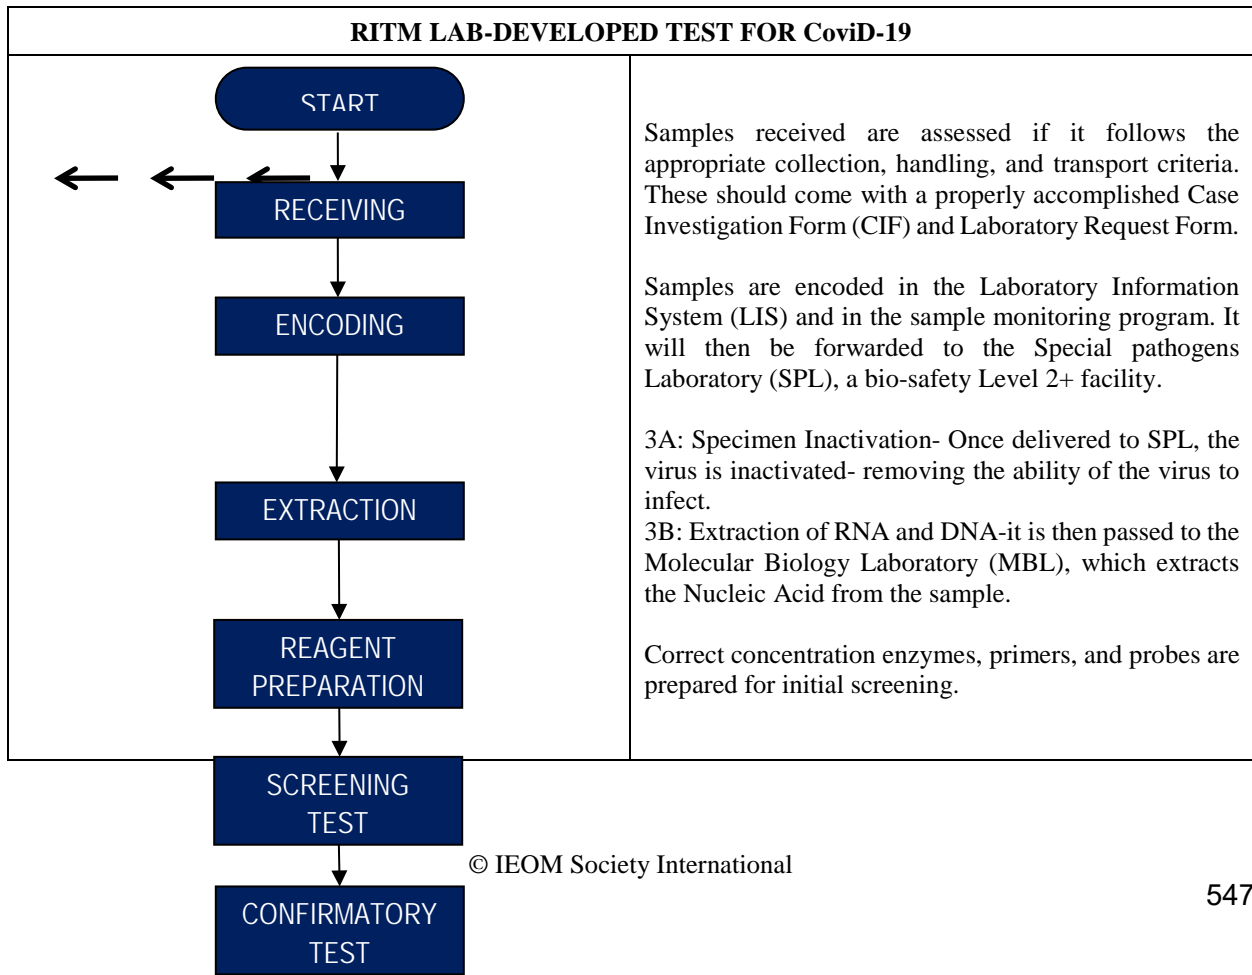 RITM LAB-DEVELOPED TEST FOR CoviD-19
START
RECEIVING
ENCODING
EXTRACTION
REAGENT
PREPARATION
SCREENING
TEST
CONFIRMATORY
TEST
Samples received are assessed if it follows the
appropriate collection, handling, and transport criteria.
These should come with a properly accomplished Case
Investigation Form (CIF) and Laboratory Request Form.
Samples are encoded in the Laboratory Information
System (LIS) and in the sample monitoring program. It
will then be forwarded to the Special pathogens
Laboratory (SPL), a bio-safety Level 2+ facility.
3A: Specimen Inactivation- Once delivered to SPL, the
virus is inactivated- removing the ability of the virus to
infect.
3B: Extraction of RNA and DNA-it is then passed to the
Molecular Biology Laboratory (MBL), which extracts
the Nucleic Acid from the sample.
Correct concentration enzymes, primers, and probes are
prepared for initial screening.
© IEOM Society International
547